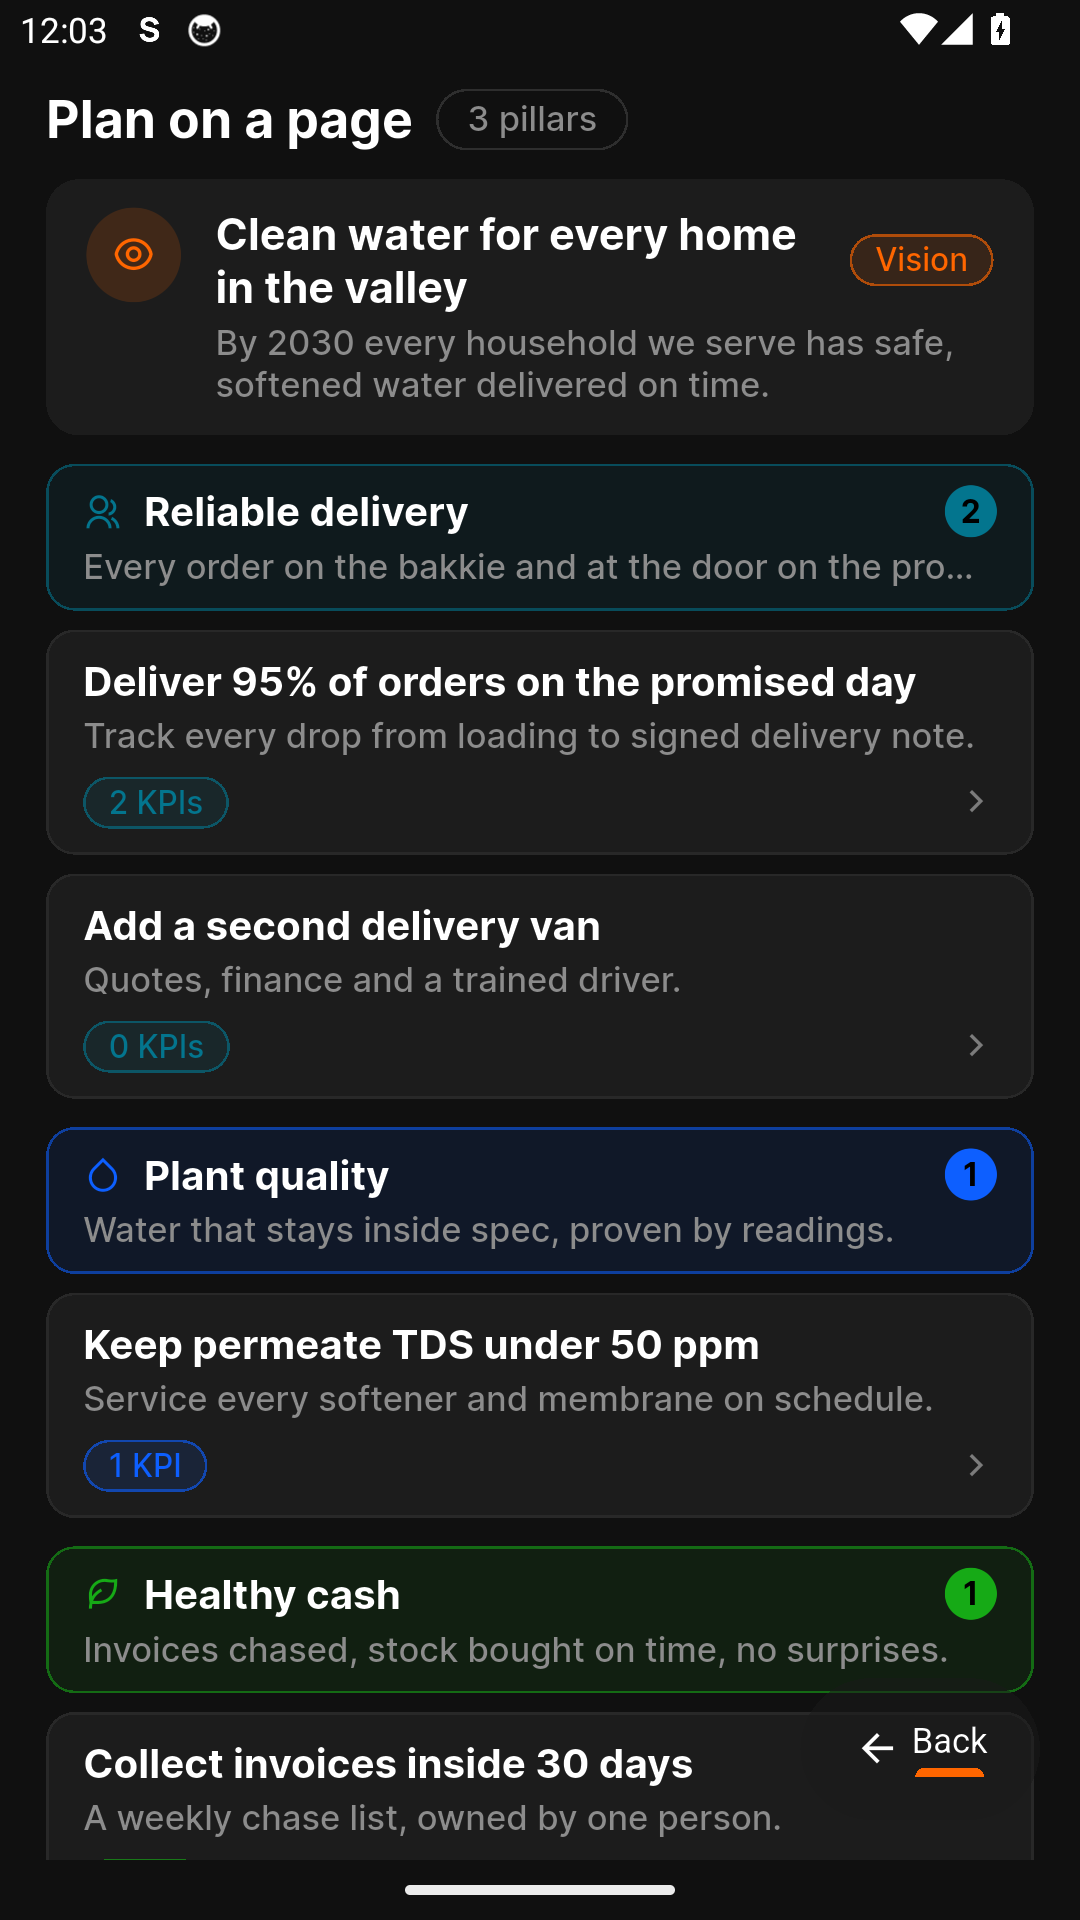 12:03 S
Plan on a page
3 pillars
Clean water for every home
in the valley
Vision
By 2030 every household we serve has safe,
softened water delivered on time.
Reliable delivery
2
Every order on the bakkie and at the door on the pro...
Deliver 95% of orders on the promised day
Track every drop from loading to signed delivery note.
2 KPIs
Add a second delivery van
Quotes, finance and a trained driver.
0 KPIs
Plant quality
1
Water that stays inside spec, proven by readings.
Keep permeate TDS under 50 ppm
Service every softener and membrane on schedule.
1 KPI
Healthy cash
1
Invoices chased, stock bought on time, no surprises.
Back
Collect invoices inside 30 days
A weekly chase list, owned by one person.